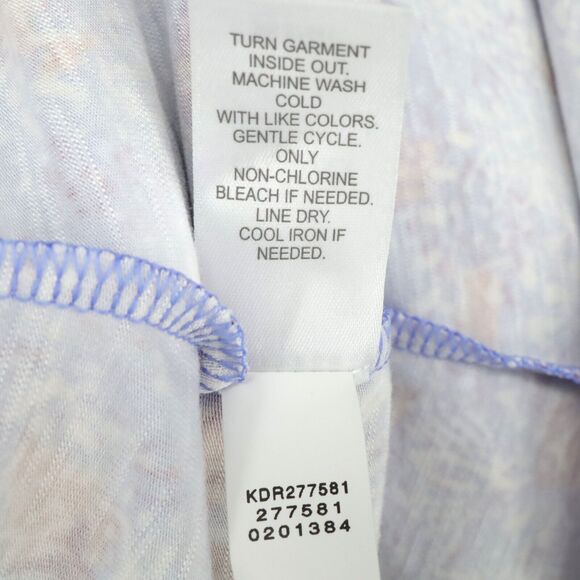 TURN GARMENT
INSIDE OUT.
MACHINE WASH
COLD
WITH LIKE COLORS.
GENTLE CYCLE.
ONLY
NON-CHLORINE
BLEACH IF NEEDED.
LINE DRY.
COOL IRON IF
NEEDED.
KDR277581
277581
0201384